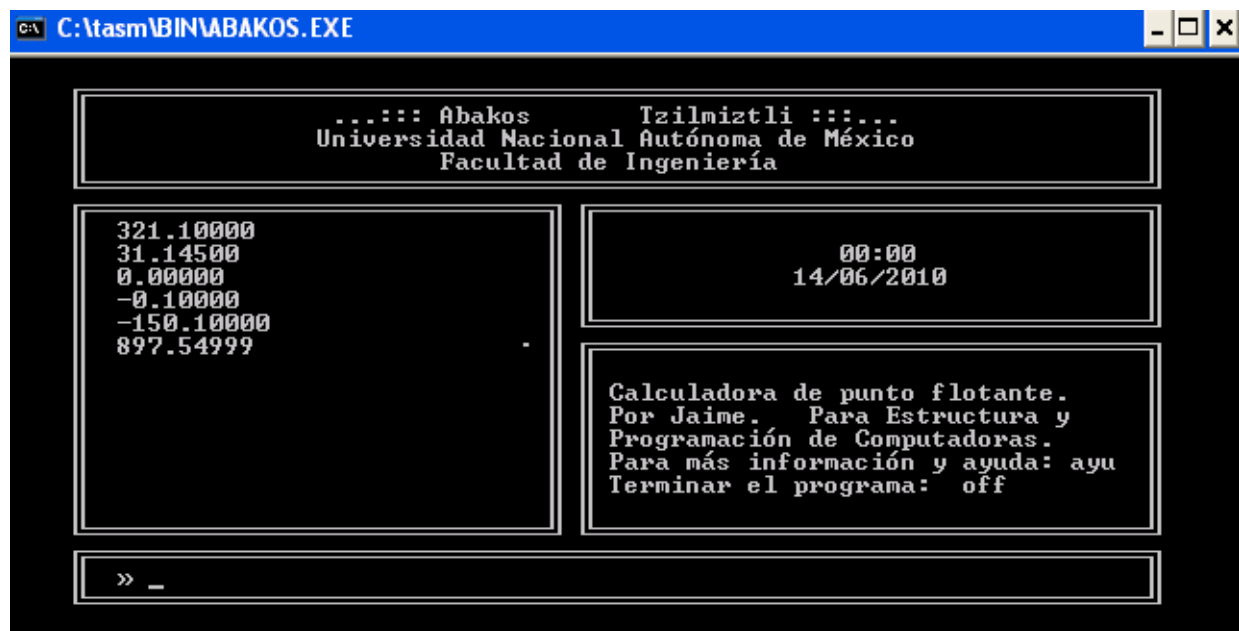 C:\tasm\BIN\ABAKOS.EXE
...::: Abakos Tzilmiztli :::...
Universidad Nacional Autónoma de México
Facultad de Ingeniería
321.10000
31.14500
0.00000
-0.10000
-150.10000
897.54999 .
00:00
14/06/2010
Calculadora de punto flotante.
Por Jaime. Para Estructura y
Programación de Computadoras.
Para más información y ayuda: ayu
Terminar el programa: off
» _